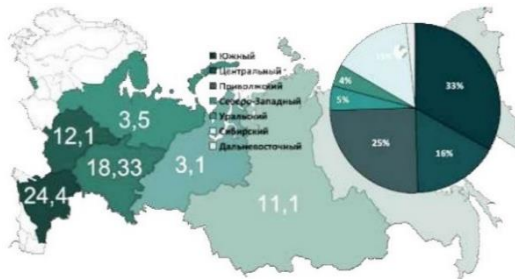 Южный
Центральный
Приволжский
Северо-Западный
Уральский
Сибирский
Дальневосточный
3,5
12,1
18,33
3,1
24,4
11,1
4%
5%
33%
25%
16%